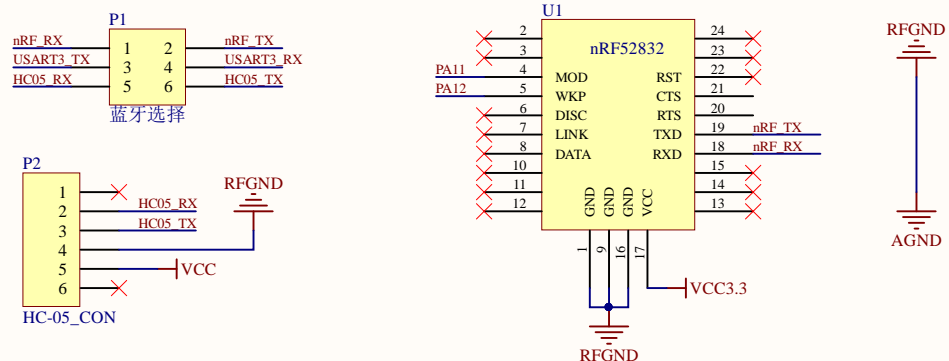 P1
nRF_RX 1 2 nRF_TX
USART3_TX 3 4 USART3_RX
HC05_RX 5 6 HC05_TX
蓝牙选择
P2
1
2 HC05_RX
3 HC05_TX
4
5 VCC
6
HC-05_CON
RFGND
U1
nRF52832
2 24
3 23
PA11 4 MOD RST 22
PA12 5 WKP CTS 21
6 DISC RTS 20
7 LINK TXD 19 nRF_TX
8 DATA RXD 18 nRF_RX
10 15
11 14
12 13
GND GND GND VCC
1 9 16 17
VCC3.3
RFGND
RFGND
AGND